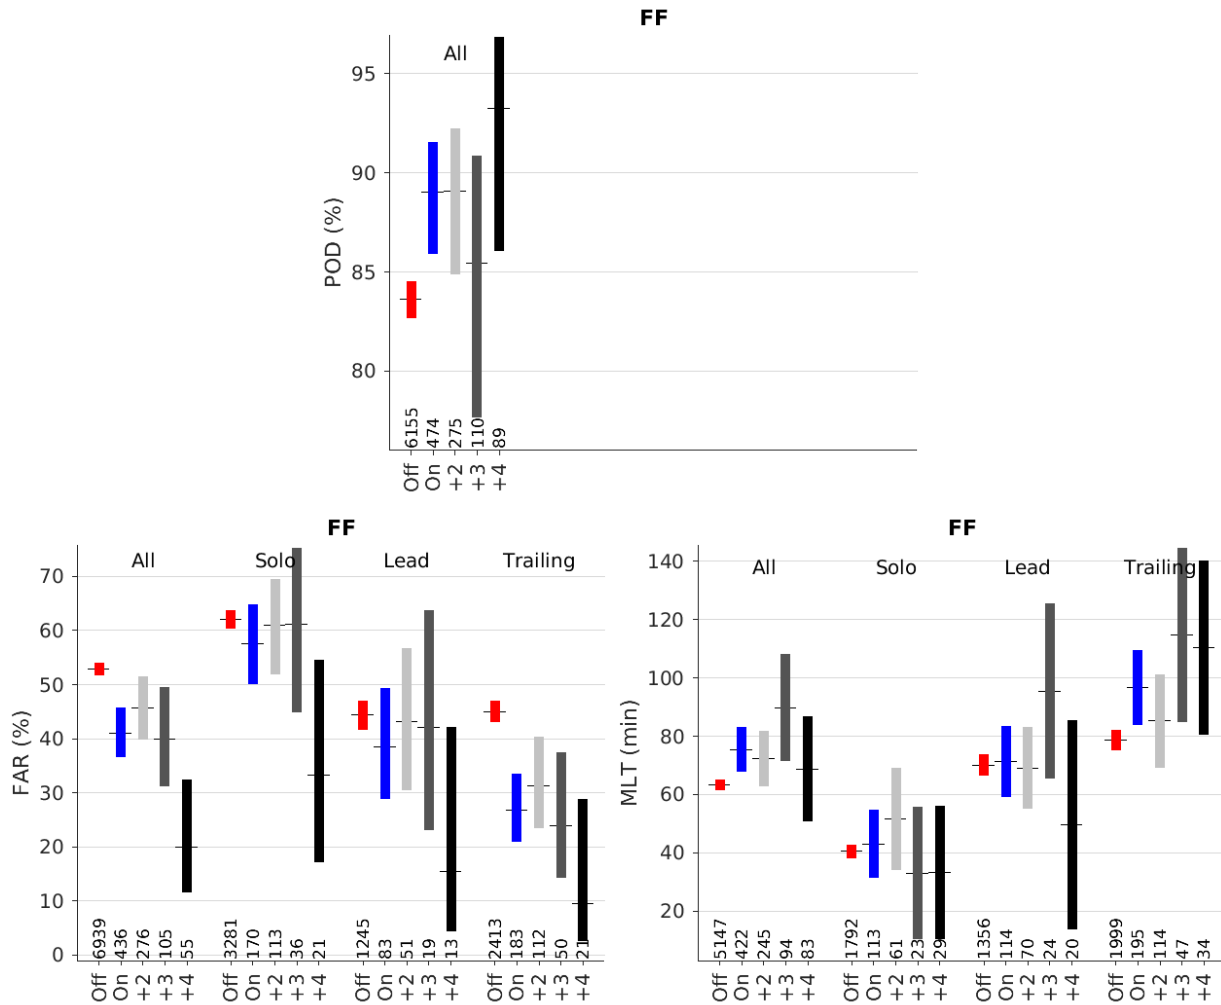 FF
All
95
90
85
80
POD (%)
6155
474
275
110
89
Off
On
+2
+3
+4
FF
All
Solo
Lead
Trailing
70
60
50
40
30
20
10
0
FAR (%)
6939
436
276
105
55
3281
170
113
36
21
1245
83
51
19
13
2413
183
112
50
21
Off
On
+2
+3
+4
Off
On
+2
+3
+4
Off
On
+2
+3
+4
Off
On
+2
+3
+4
FF
All
Solo
Lead
Trailing
140
120
100
80
60
40
20
MLT (min)
5147
422
245
94
83
1792
113
61
23
29
1356
114
70
24
20
1999
195
114
47
34
Off
On
+2
+3
+4
Off
On
+2
+3
+4
Off
On
+2
+3
+4
Off
On
+2
+3
+4